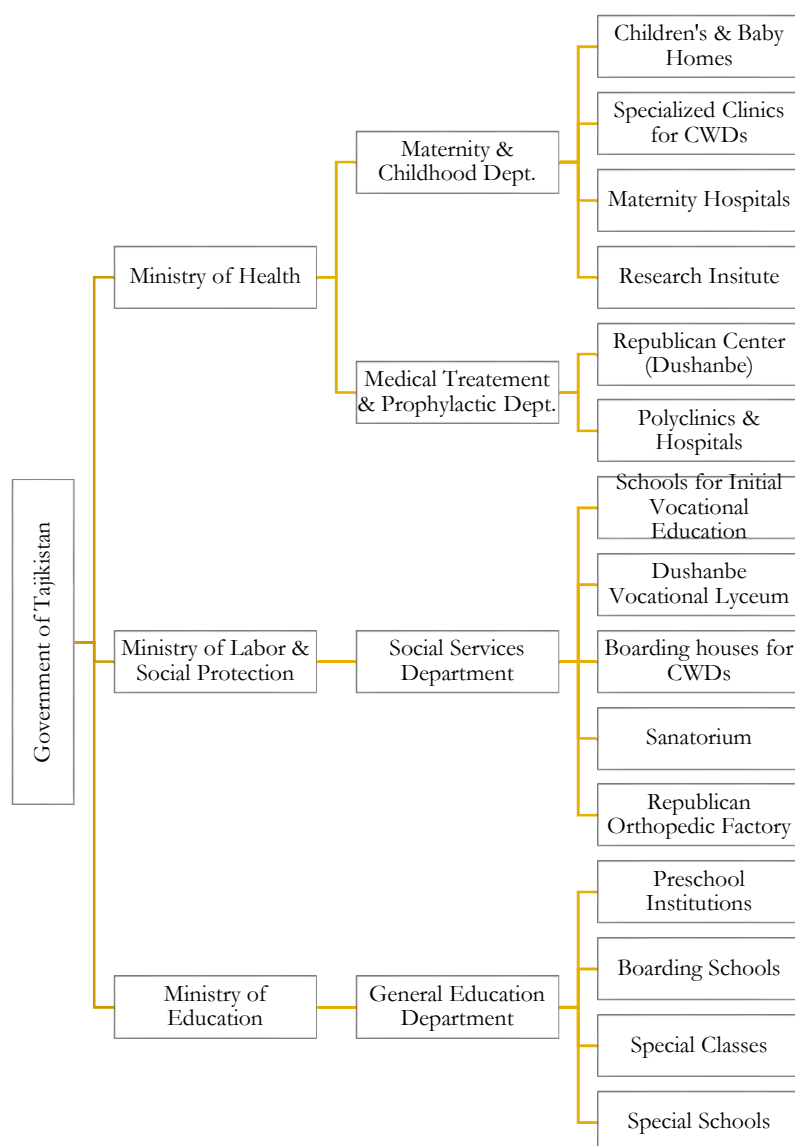 Government of Tajikistan
Ministry of Health
Maternity &
Childhood Dept.
Children's & Baby
Homes
Specialized Clinics
for CWDs
Maternity Hospitals
Research Insitute
Medical Treatement
& Prophylactic Dept.
Republican Center
(Dushanbe)
Polyclinics &
Hospitals
Ministry of Labor &
Social Protection
Social Services
Department
Schools for Initial
Vocational
Education
Dushanbe
Vocational Lyceum
Boarding houses for
CWDs
Sanatorium
Republican
Orthopedic Factory
Ministry of
Education
General Education
Department
Preschool
Institutions
Boarding Schools
Special Classes
Special Schools